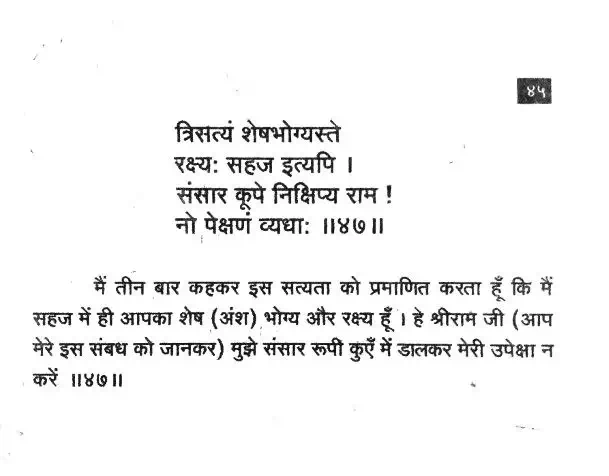 ४५
त्रिसत्यं शेषभोग्यस्ते
रक्ष्य: सहज इत्यपि ।
संसार कूपे निक्षिप्य राम !
नो पेक्षणं व्यधा: ॥४७॥
मैं तीन बार कहकर इस सत्यता को प्रमाणित करता हूँ कि मैं
सहज में ही आपका शेष (अंश) भोग्य और रक्ष्य हूँ । हे श्रीराम जी (आप
मेरे इस संबध को जानकर) मुझे संसार रूपी कुएँ में डालकर मेरी उपेक्षा न
करें ॥४७॥